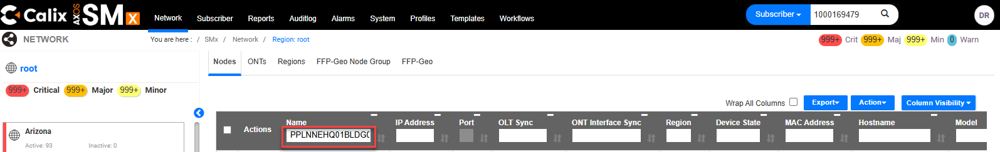 Calix AXOS SMx Network Subscriber Reports Auditlog Alarms System Profiles Templates Workflows Subscriber 1000169479 DR
NETWORK You are here : / SMx / Network / Region: root 999+ Crit 999+ Maj 999+ Min 0 Warn
root
999+ Critical 999+ Major 999+ Minor
Arizona
Active: 93 Inactive: 0
Nodes ONTs Regions FFP-Geo Node Group FFP-Geo
Wrap All Columns Export Action Column Visibility
Actions Name IP Address Port OLT Sync ONT Interface Sync Region Device State MAC Address Hostname Model
PPLNNEHQ01BLDG0